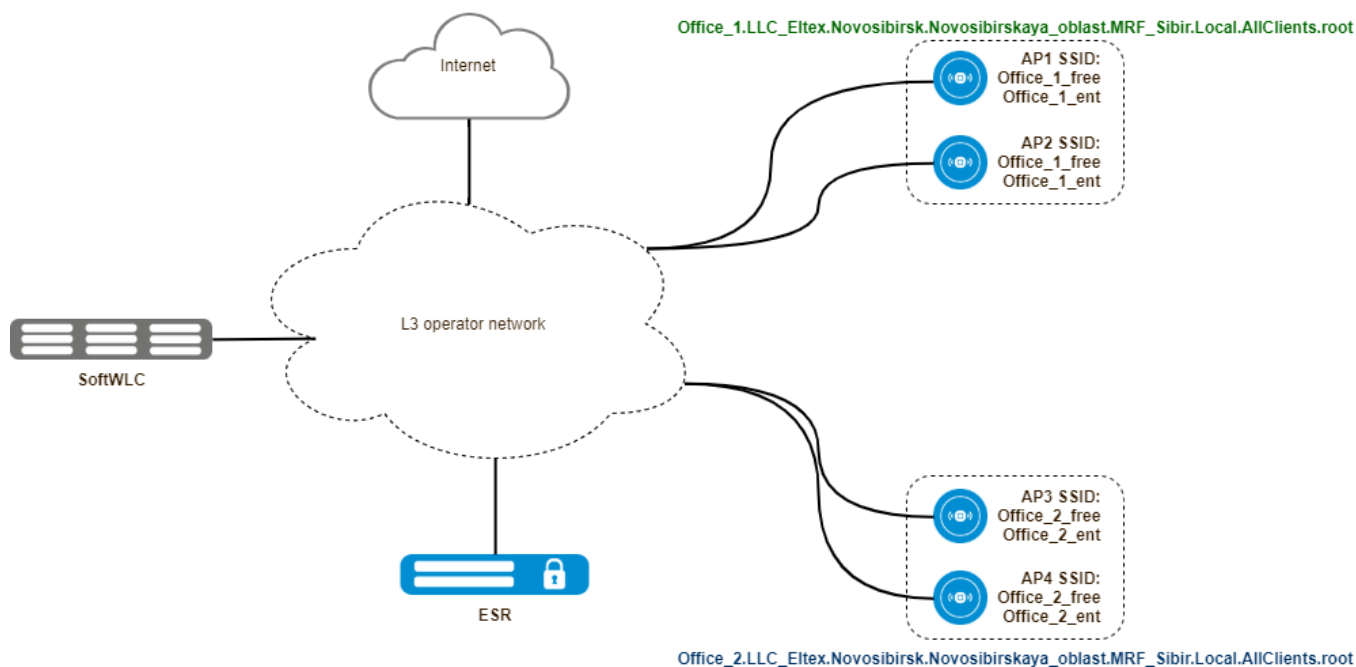 Office_1.LLC_Eltex.Novosibirsk.Novosibirskaya_oblast.MRF_Sibir.Local.AllClients.root
Internet
AP1 SSID:
Office_1_free
Office_1_ent
AP2 SSID:
Office_1_free
Office_1_ent
L3 operator network
SoftWLC
AP3 SSID:
Office_2_free
Office_2_ent
AP4 SSID:
Office_2_free
Office_2_ent
ESR
Office_2.LLC_Eltex.Novosibirsk.Novosibirskaya_oblast.MRF_Sibir.Local.AllClients.root